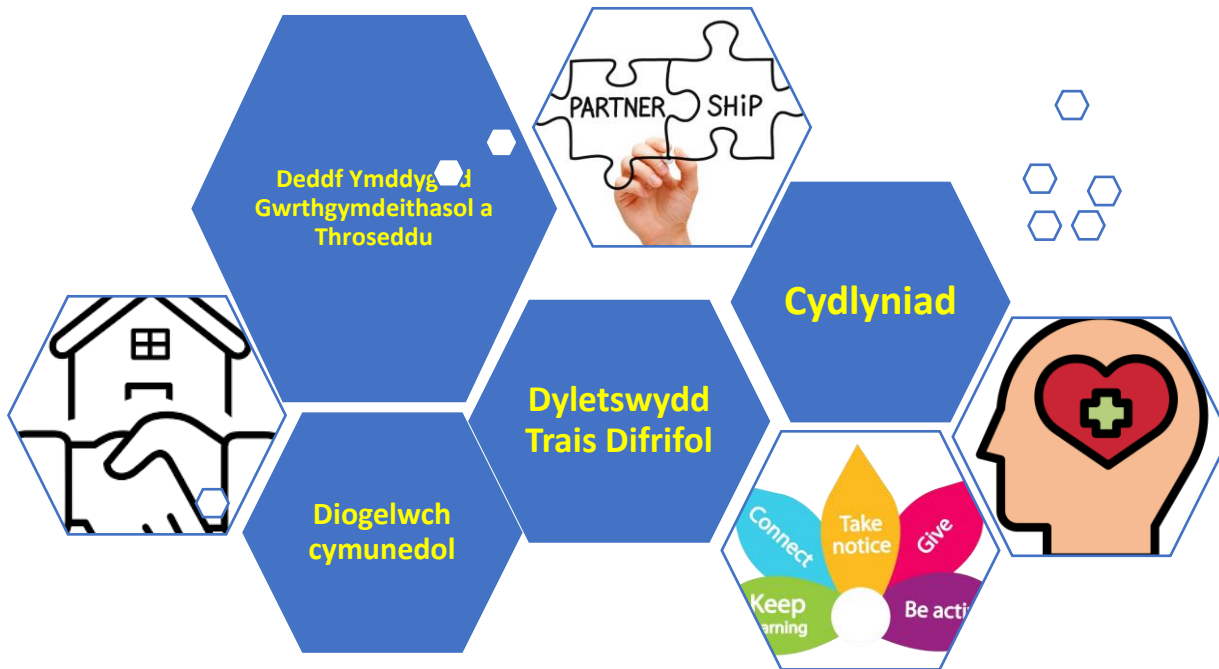 Deddf
Gwrthgymdeithasol a
Throseddu
PARTNER SHiP
Cydlyniad
Dyletswydd
Trais Difrifol
Diogelwch
cymunedol
Connect
Take
notice
Give
Keep
Be